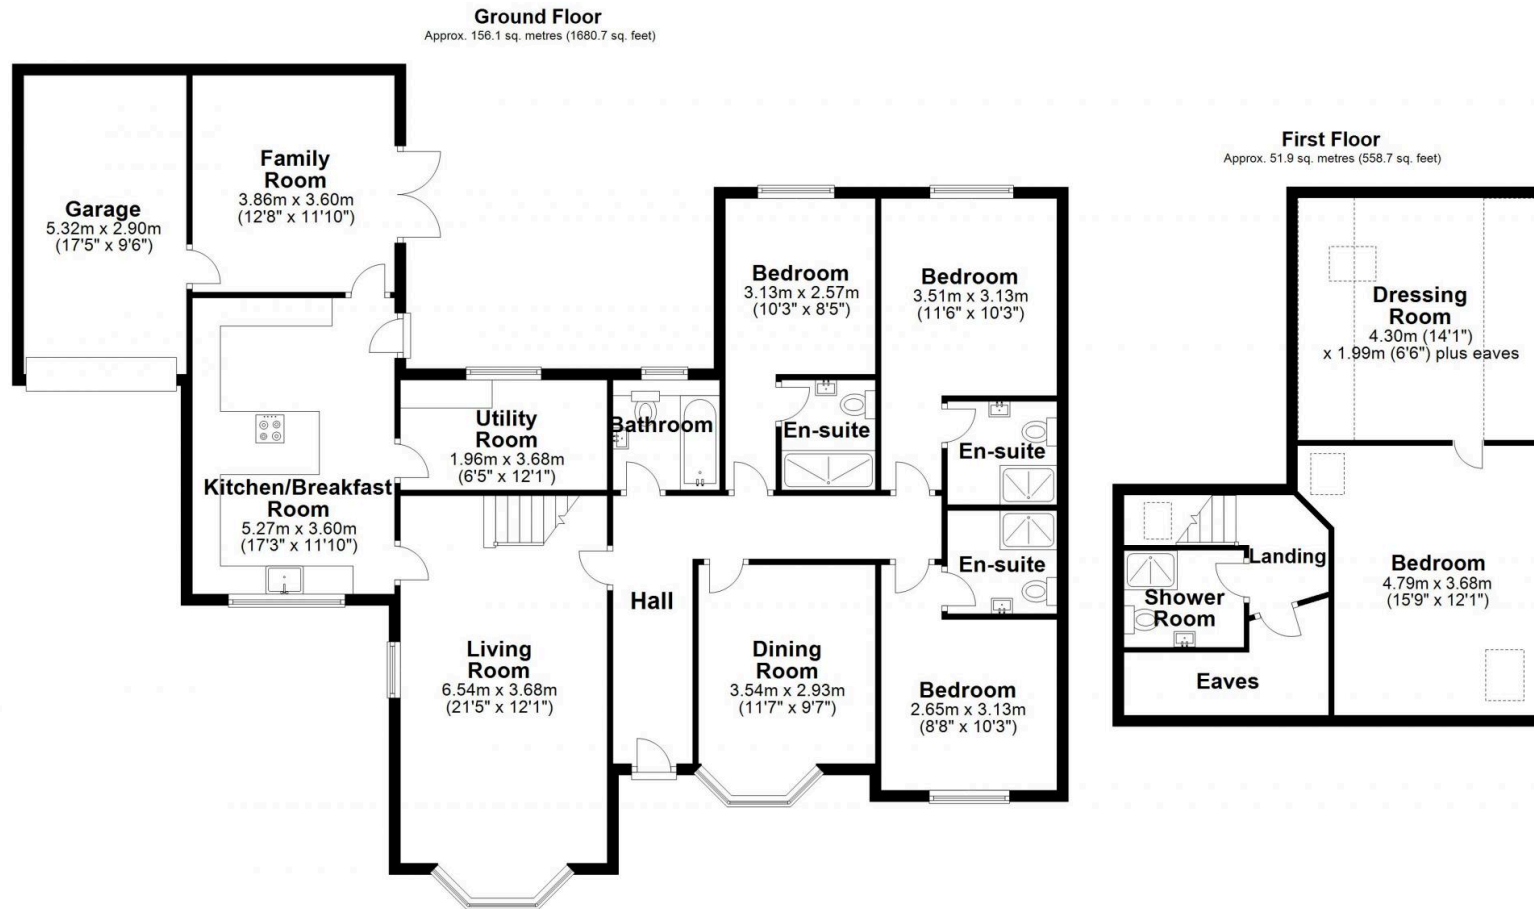 Ground Floor
Approx. 156.1 sq. metres (1680.7 sq. feet)
Garage
5.32m x 2.90m
(17'5" x 9'6")
Family
Room
3.86m x 3.60m
(12'8" x 11'10")
Kitchen/Breakfast
Room
5.27m x 3.60m
(17'3" x 11'10")
Utility
Room
1.96m x 3.68m
(6'5" x 12'1")
Bathroom
Bedroom
3.13m x 2.57m
(10'3" x 8'5")
En-suite
Bedroom
3.51m x 3.13m
(11'6" x 10'3")
En-suite
En-suite
Living
Room
6.54m x 3.68m
(21'5" x 12'1")
Hall
Dining
Room
3.54m x 2.93m
(11'7" x 9'7")
Bedroom
2.65m x 3.13m
(8'8" x 10'3")
First Floor
Approx. 51.9 sq. metres (558.7 sq. feet)
Dressing
Room
4.30m (14'1")
x 1.99m (6'6") plus eaves
Landing
Bedroom
4.79m x 3.68m
(15'9" x 12'1")
Shower
Room
Eaves